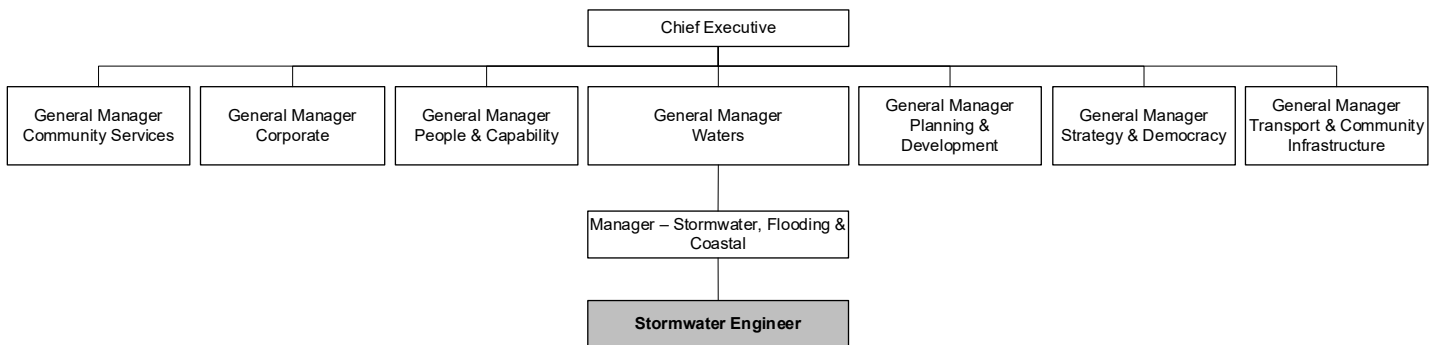 Chief Executive
General Manager
Community Services
General Manager
Corporate
General Manager
People & Capability
General Manager
Waters
General Manager
Planning &
Development
General Manager
Strategy & Democracy
General Manager
Transport & Community
Infrastructure
Manager – Stormwater, Flooding &
Coastal
Stormwater Engineer